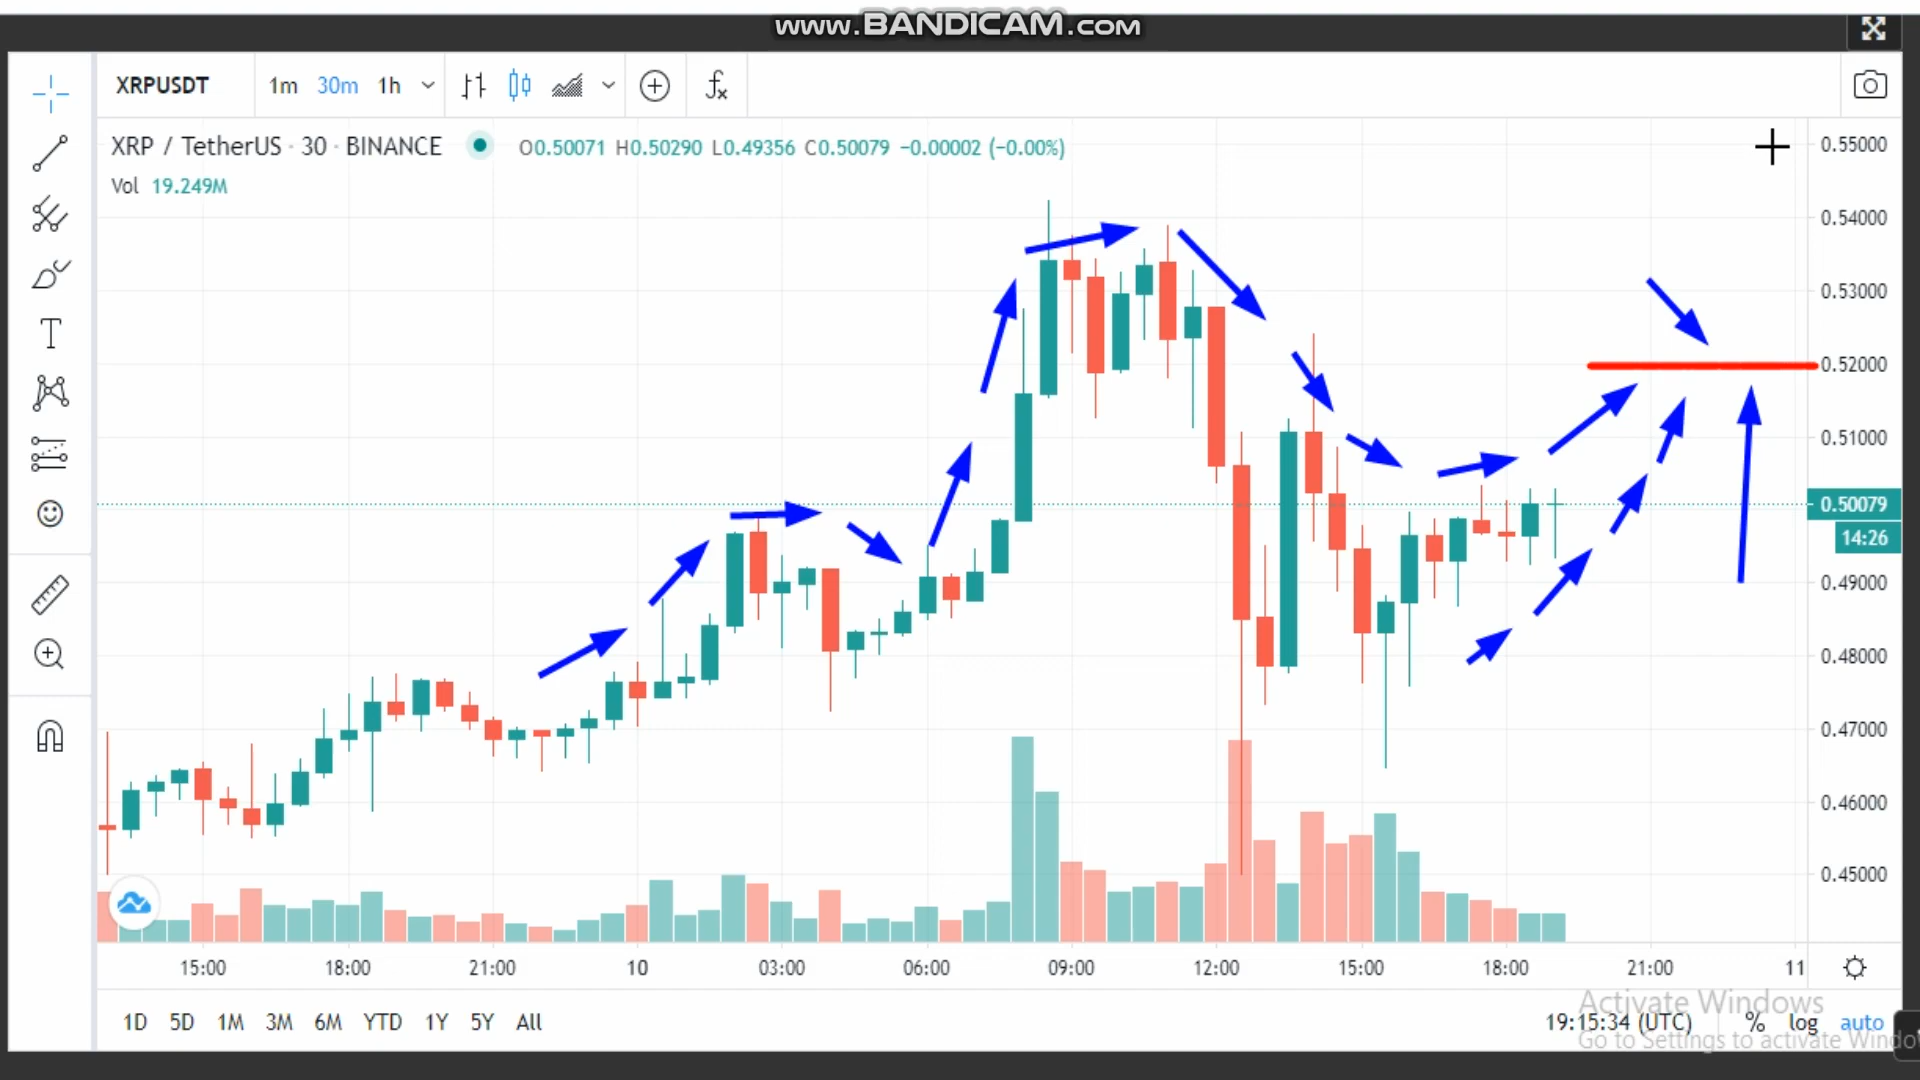 www.BANDICAM.com
XRPUSDT 1m 30m 1h
XRP / TetherUS · 30 · BINANCE O0.50071 H0.50290 L0.49356 C0.50079 −0.00002 (−0.00%)
Vol 19.249M
0.55000
0.54000
0.53000
0.52000
0.51000
0.50079
14:26
0.49000
0.48000
0.47000
0.46000
0.45000
15:00 18:00 21:00 10 03:00 06:00 09:00 12:00 15:00 18:00 21:00 11
1D 5D 1M 3M 6M YTD 1Y 5Y All 19:15:34 (UTC) % log auto
Activate Windows
Go to Settings to activate Windo